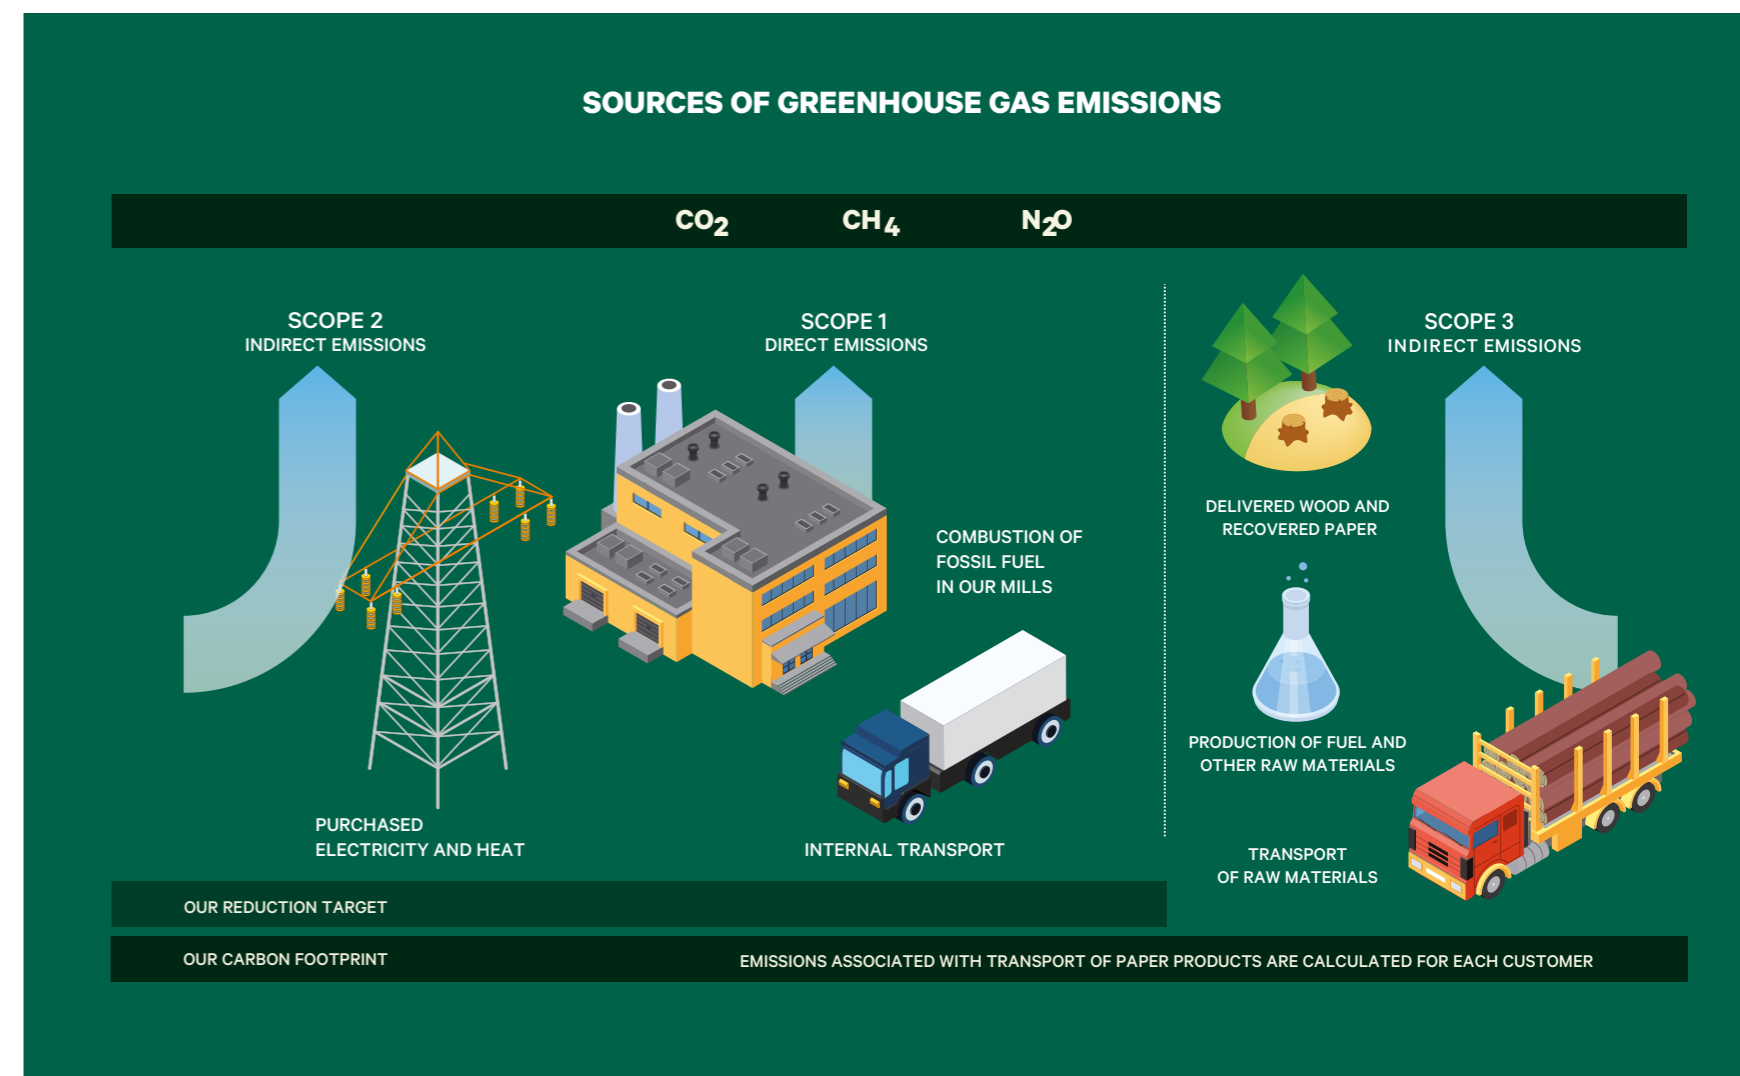 SOURCES OF GREENHOUSE GAS EMISSIONS
CO2 CH4 N2O
SCOPE 2
INDIRECT EMISSIONS
PURCHASED
ELECTRICITY AND HEAT
SCOPE 1
DIRECT EMISSIONS
COMBUSTION OF
FOSSIL FUEL
IN OUR MILLS
INTERNAL TRANSPORT
SCOPE 3
INDIRECT EMISSIONS
DELIVERED WOOD AND
RECOVERED PAPER
PRODUCTION OF FUEL AND
OTHER RAW MATERIALS
TRANSPORT
OF RAW MATERIALS
OUR REDUCTION TARGET
OUR CARBON FOOTPRINT
EMISSIONS ASSOCIATED WITH TRANSPORT OF PAPER PRODUCTS ARE CALCULATED FOR EACH CUSTOMER